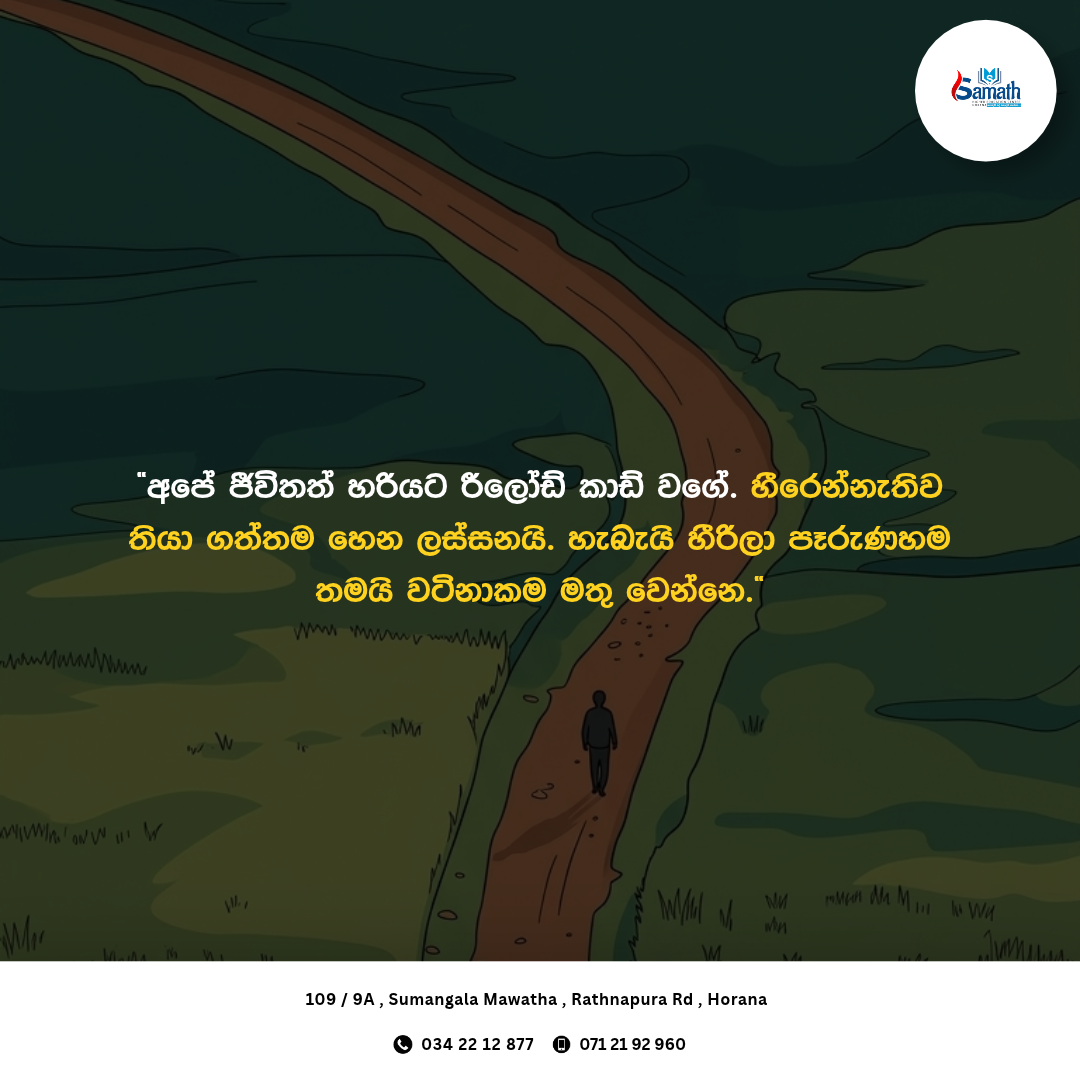 Samath
"අපේ ජීවිතත් හරියට රීලෝඩ් කාඩ් වගේ. හීරෙන්නැතිව
තියා ගත්තම හෙන ලස්සනයි. හැබැයි හීරිලා පෑරුණහම
තමයි වටිනාකම මතු වෙන්නෙ."
109 / 9A , Sumangala Mawatha , Rathnapura Rd , Horana
034 22 12 877 071 21 92 960